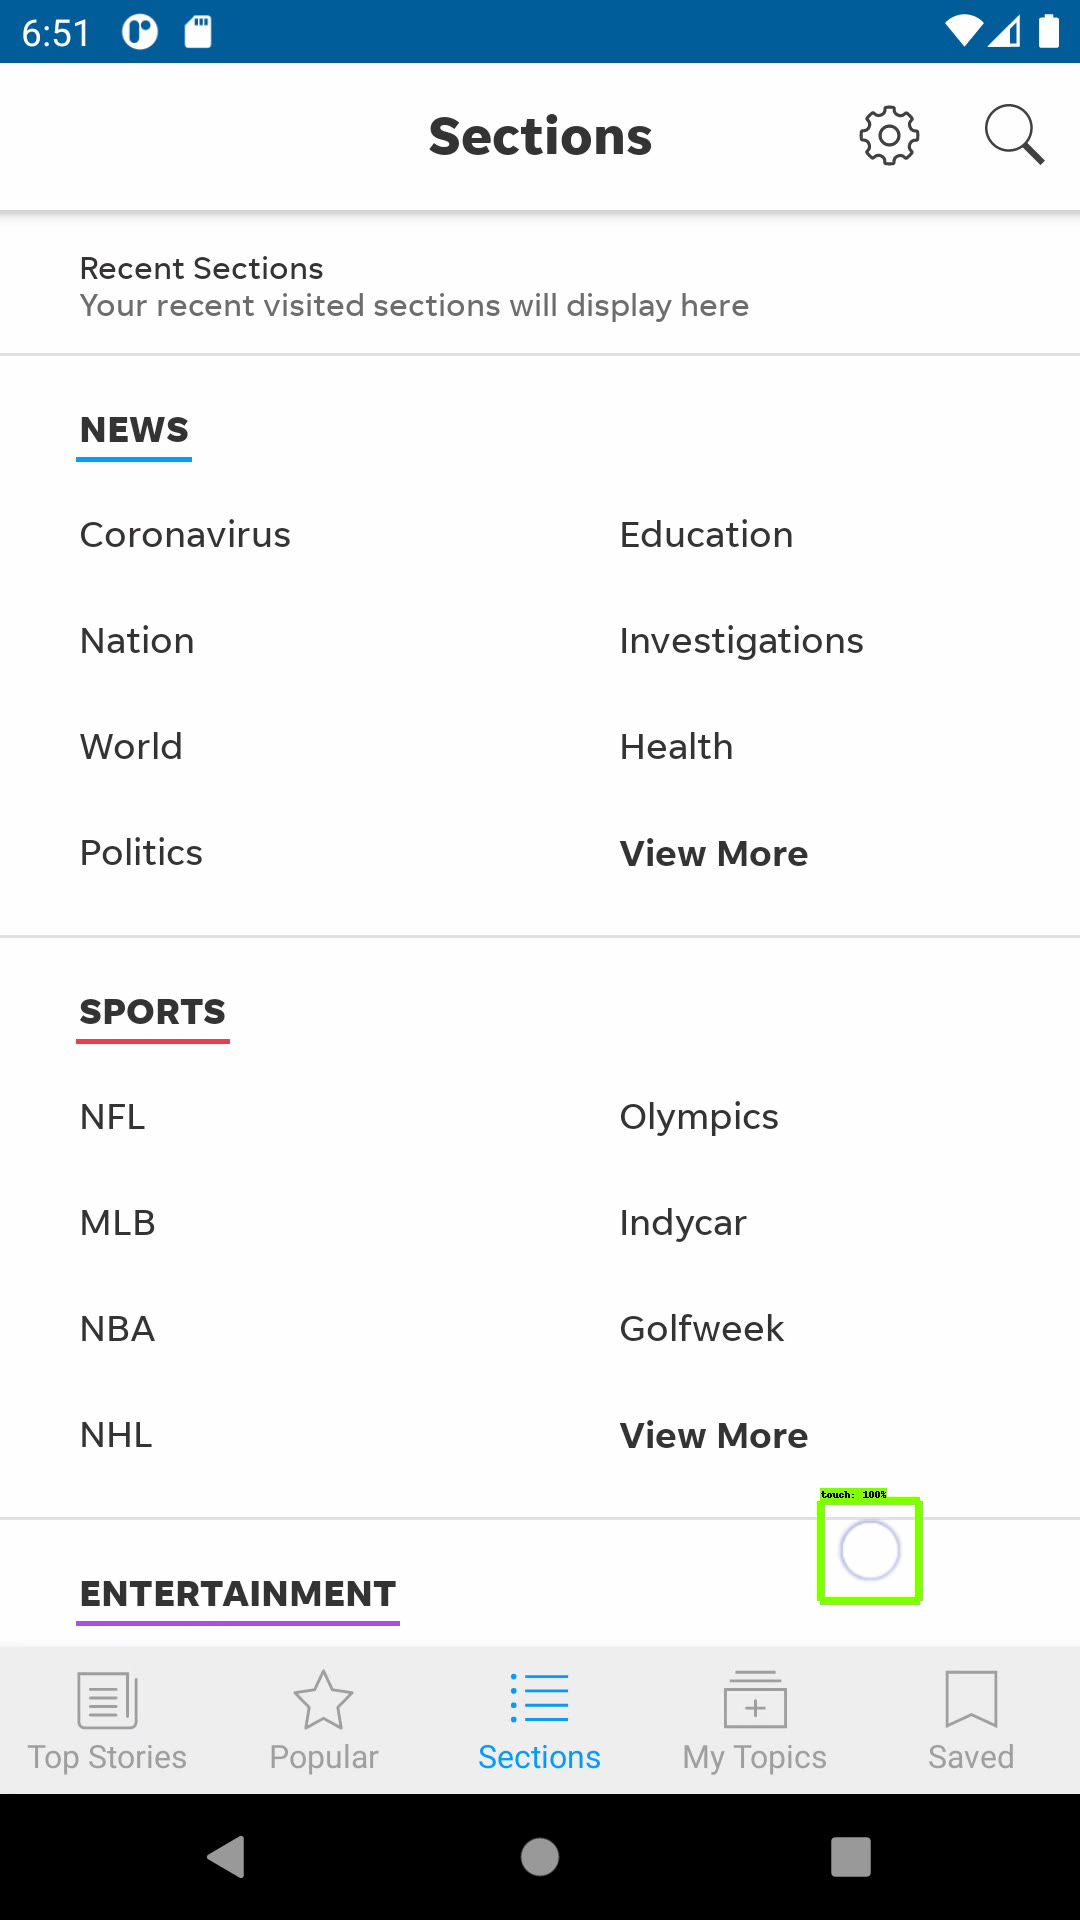 6:51
Sections
Recent Sections
Your recent visited sections will display here
NEWS
Coronavirus Education
Nation Investigations
World Health
Politics View More
SPORTS
NFL Olympics
MLB Indycar
NBA Golfweek
NHL View More
touch: 100%
ENTERTAINMENT
Top Stories Popular Sections My Topics Saved